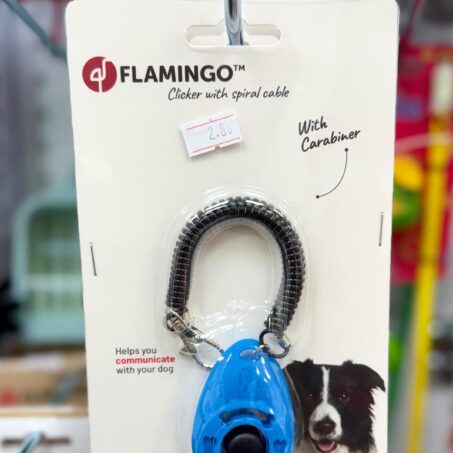 FLAMINGO™
Clicker with spiral cable
2.60
With
Carabiner
Helps you
communicate
with your dog